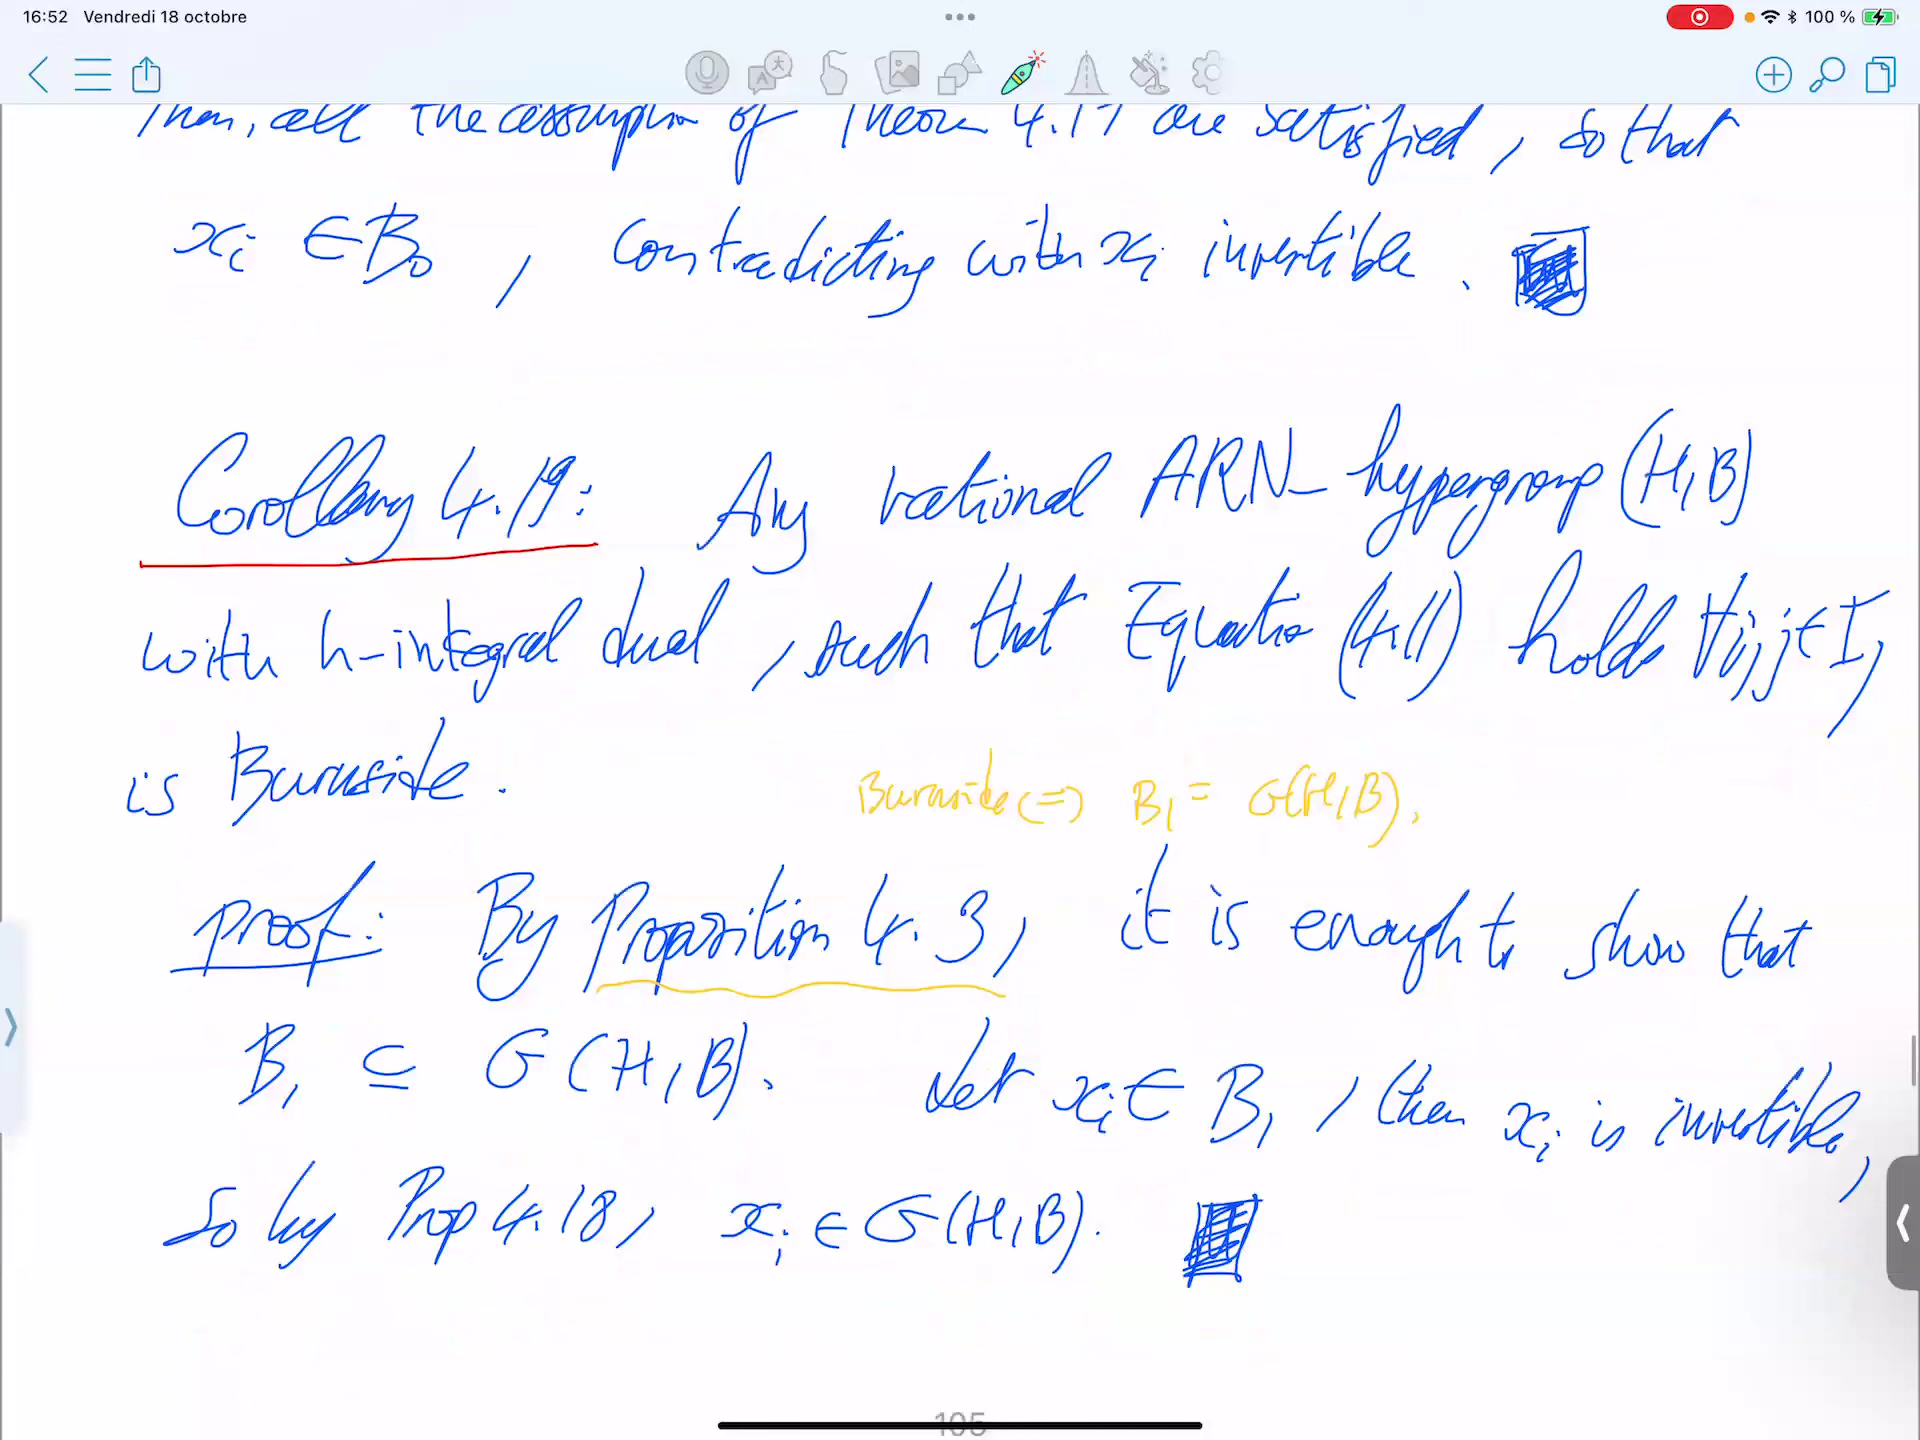 16:52 Vendredi 18 octobre 100 %
Then, all the assumption of Theorem 4.17 are satisfied, so that
xᵢ ∈ B₀, contradicting with xᵢ invertible.
Corollary 4.19: Any rational ARN-hypergroup (H,B)
with h-integral dual, such that Equation (4.11) holds ∀i,j∈I,
is Burnside.
Burnside (=) B₁ = G(H,B).
Proof: By Proposition 4.3, it is enough to show that
B₁ ⊆ G(H,B). Let xᵢ ∈ B₁, then xᵢ is invertible,
so by Prop 4.18, xᵢ ∈ G(H,B).
105